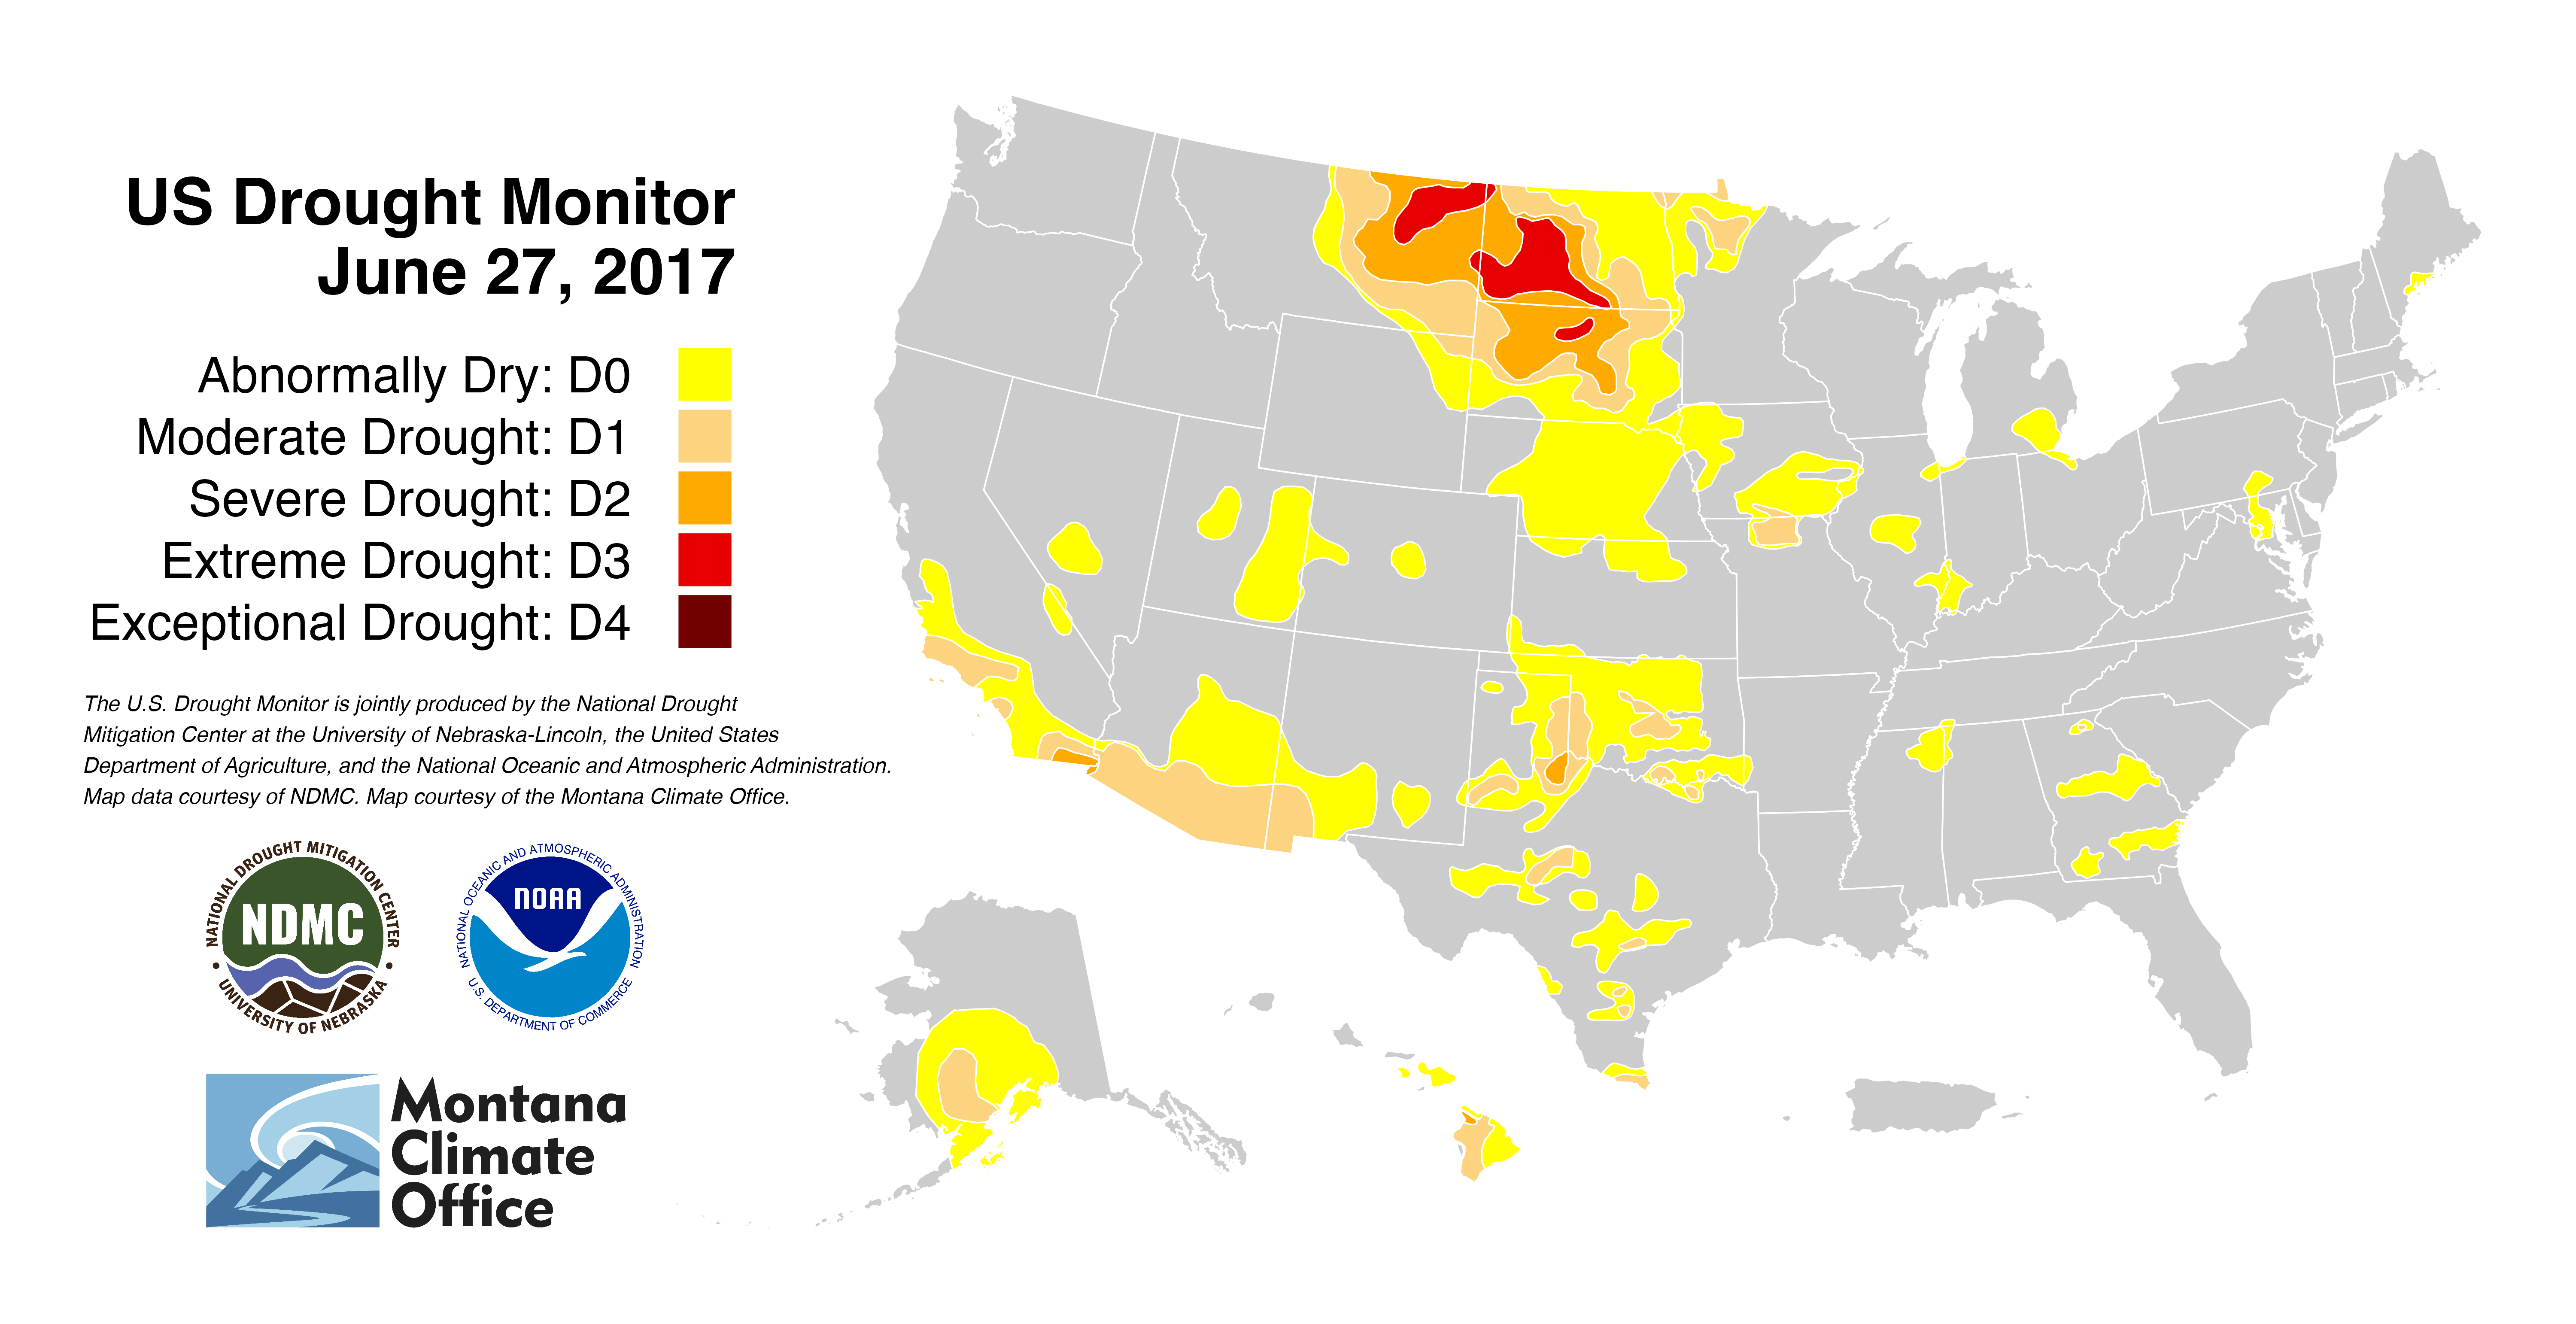 US Drought Monitor
June 27, 2017
Abnormally Dry: D0
Moderate Drought: D1
Severe Drought: D2
Extreme Drought: D3
Exceptional Drought: D4
The U.S. Drought Monitor is jointly produced by the National Drought
Mitigation Center at the University of Nebraska-Lincoln, the United States
Department of Agriculture, and the National Oceanic and Atmospheric Administration.
Map data courtesy of NDMC. Map courtesy of the Montana Climate Office.
NATIONAL DROUGHT MITIGATION CENTER
NDMC
UNIVERSITY OF NEBRASKA
NATIONAL OCEANIC AND ATMOSPHERIC ADMINISTRATION
NOAA
U.S. DEPARTMENT OF COMMERCE
Montana
Climate
Office